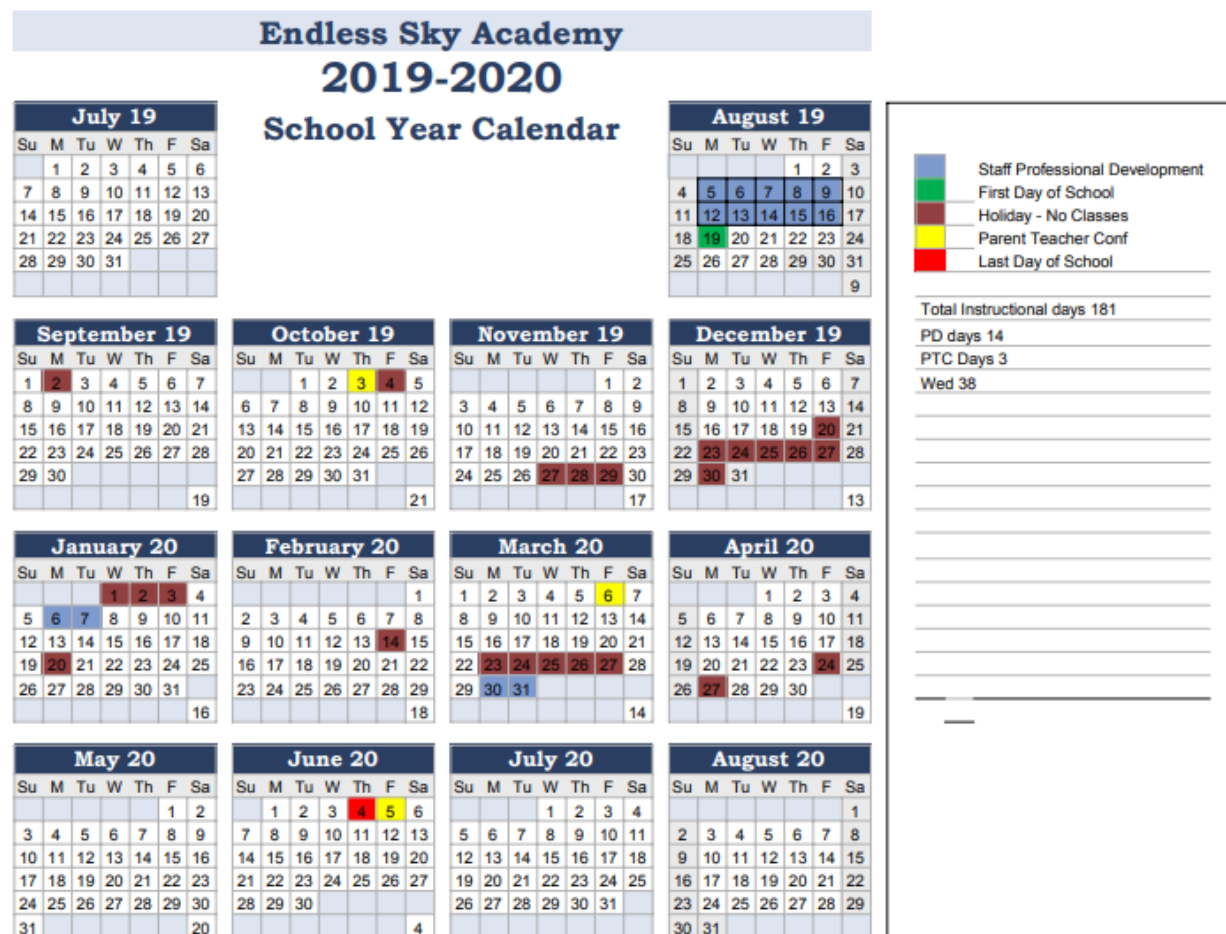 Endless Sky Academy
2019-2020
School Year Calendar
July 19
Su M Tu W Th F Sa
1 2 3 4 5 6
7 8 9 10 11 12 13
14 15 16 17 18 19 20
21 22 23 24 25 26 27
28 29 30 31
August 19
Su M Tu W Th F Sa
1 2 3
4 5 6 7 8 9 10
11 12 13 14 15 16 17
18 19 20 21 22 23 24
25 26 27 28 29 30 31
9
Staff Professional Development
First Day of School
Holiday - No Classes
Parent Teacher Conf
Last Day of School
Total Instructional days 181
PD days 14
PTC Days 3
Wed 38
September 19
Su M Tu W Th F Sa
1 2 3 4 5 6 7
8 9 10 11 12 13 14
15 16 17 18 19 20 21
22 23 24 25 26 27 28
29 30
19
October 19
Su M Tu W Th F Sa
1 2 3 4 5
6 7 8 9 10 11 12
13 14 15 16 17 18 19
20 21 22 23 24 25 26
27 28 29 30 31
21
November 19
Su M Tu W Th F Sa
1 2
3 4 5 6 7 8 9
10 11 12 13 14 15 16
17 18 19 20 21 22 23
24 25 26 27 28 29 30
17
December 19
Su M Tu W Th F Sa
1 2 3 4 5 6 7
8 9 10 11 12 13 14
15 16 17 18 19 20 21
22 23 24 25 26 27 28
29 30 31
13
January 20
Su M Tu W Th F Sa
1 2 3 4
5 6 7 8 9 10 11
12 13 14 15 16 17 18
19 20 21 22 23 24 25
26 27 28 29 30 31
16
February 20
Su M Tu W Th F Sa
1
2 3 4 5 6 7 8
9 10 11 12 13 14 15
16 17 18 19 20 21 22
23 24 25 26 27 28 29
18
March 20
Su M Tu W Th F Sa
1 2 3 4 5 6 7
8 9 10 11 12 13 14
15 16 17 18 19 20 21
22 23 24 25 26 27 28
29 30 31
14
April 20
Su M Tu W Th F Sa
1 2 3 4
5 6 7 8 9 10 11
12 13 14 15 16 17 18
19 20 21 22 23 24 25
26 27 28 29 30
19
May 20
Su M Tu W Th F Sa
1 2
3 4 5 6 7 8 9
10 11 12 13 14 15 16
17 18 19 20 21 22 23
24 25 26 27 28 29 30
31 20
June 20
Su M Tu W Th F Sa
1 2 3 4 5 6
7 8 9 10 11 12 13
14 15 16 17 18 19 20
21 22 23 24 25 26 27
28 29 30
4
July 20
Su M Tu W Th F Sa
1 2 3 4
5 6 7 8 9 10 11
12 13 14 15 16 17 18
19 20 21 22 23 24 25
26 27 28 29 30 31
August 20
Su M Tu W Th F Sa
1
2 3 4 5 6 7 8
9 10 11 12 13 14 15
16 17 18 19 20 21 22
23 24 25 26 27 28 29
30 31